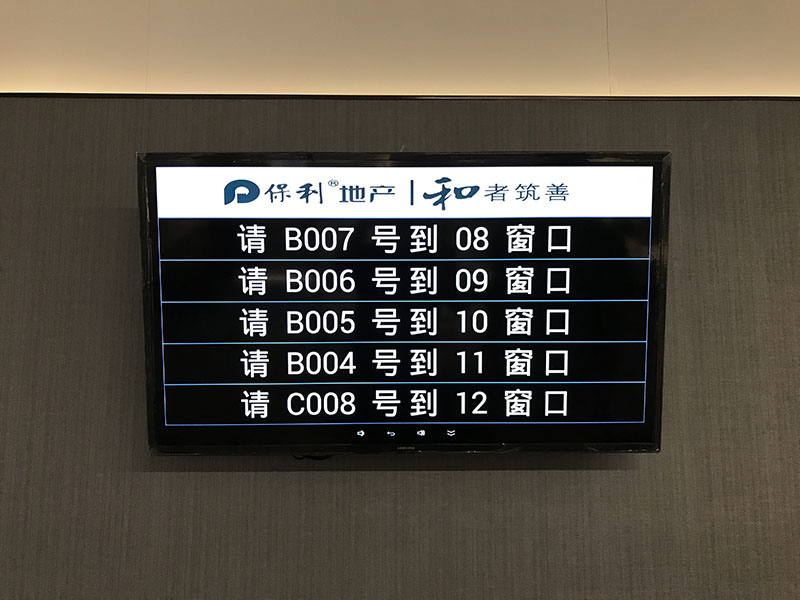 保利®地产 | 和者筑善
请 B007 号到 08 窗口
请 B006 号到 09 窗口
请 B005 号到 10 窗口
请 B004 号到 11 窗口
请 C008 号到 12 窗口
SAMSUNG